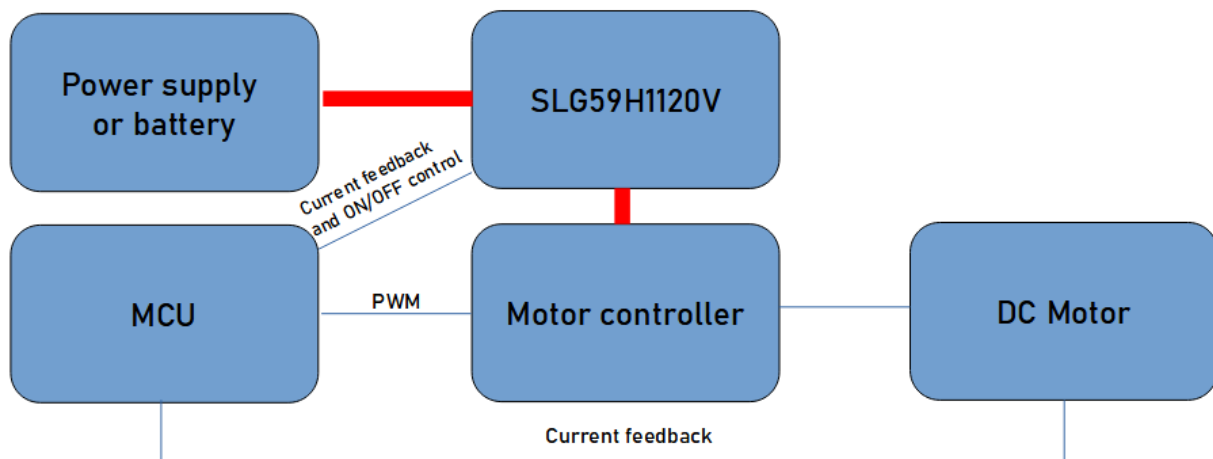 Power supply
or battery
SLG59H1120V
Current feedback
and ON/OFF control
MCU
PWM
Motor controller
DC Motor
Current feedback